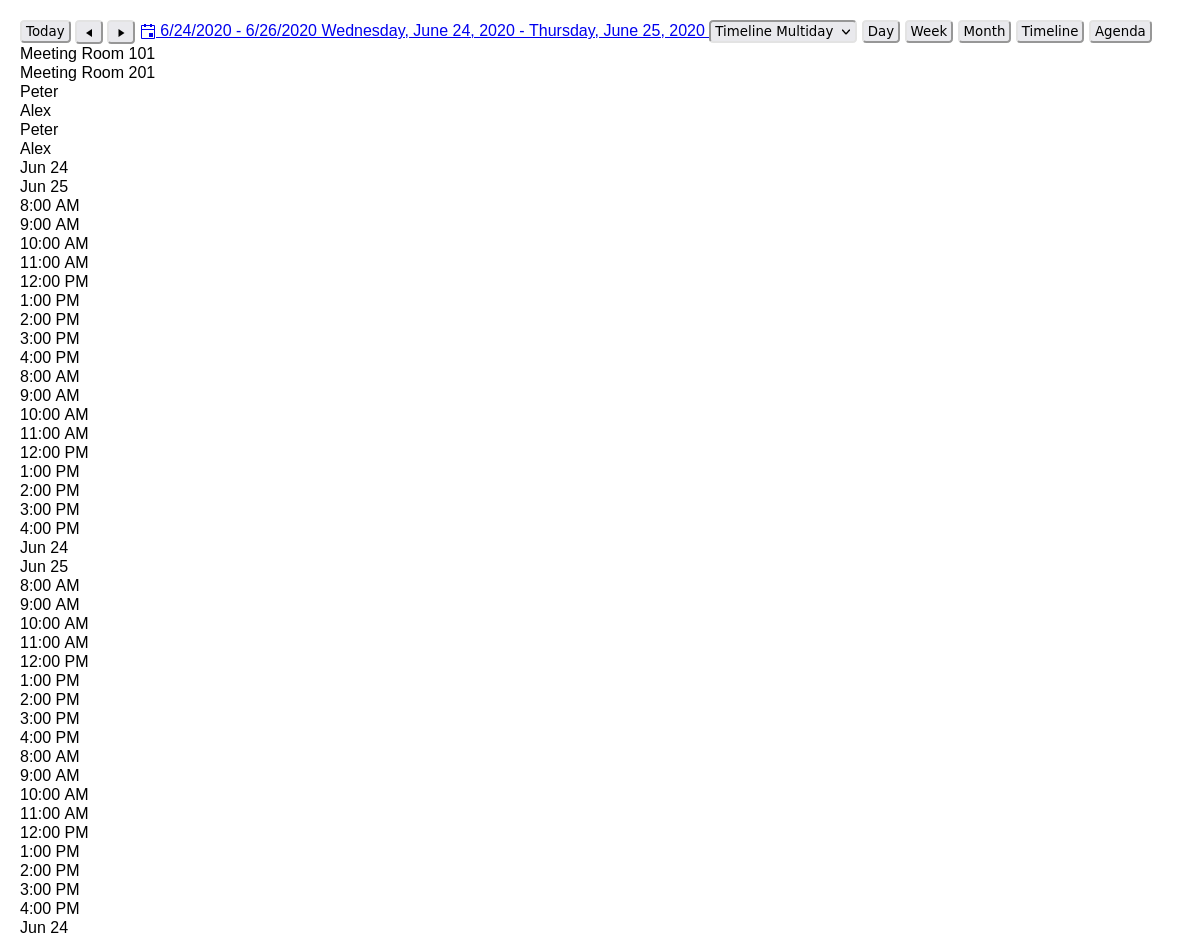 Today 6/24/2020 - 6/26/2020 Wednesday, June 24, 2020 - Thursday, June 25, 2020 Timeline Multiday Day Week Month Timeline Agenda
Meeting Room 101
Meeting Room 201
Peter
Alex
Peter
Alex
Jun 24
Jun 25
8:00 AM
9:00 AM
10:00 AM
11:00 AM
12:00 PM
1:00 PM
2:00 PM
3:00 PM
4:00 PM
8:00 AM
9:00 AM
10:00 AM
11:00 AM
12:00 PM
1:00 PM
2:00 PM
3:00 PM
4:00 PM
Jun 24
Jun 25
8:00 AM
9:00 AM
10:00 AM
11:00 AM
12:00 PM
1:00 PM
2:00 PM
3:00 PM
4:00 PM
8:00 AM
9:00 AM
10:00 AM
11:00 AM
12:00 PM
1:00 PM
2:00 PM
3:00 PM
4:00 PM
Jun 24